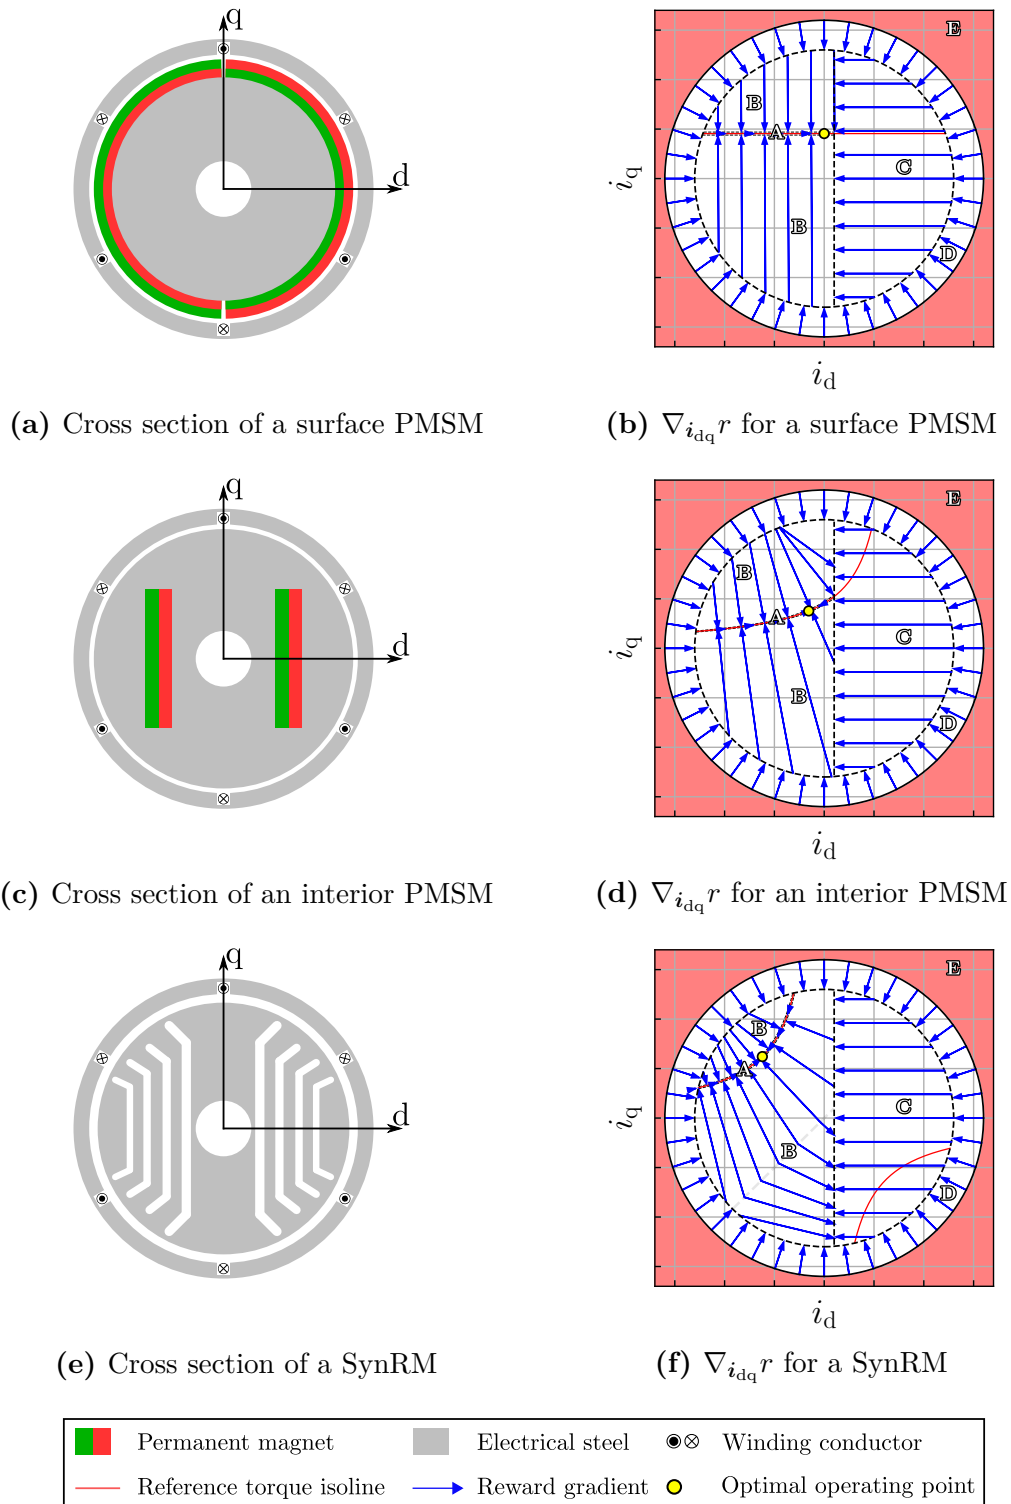 q
d
E
B
A
C
B
D
i_q
i_d
(a) Cross section of a surface PMSM
(b) ∇_{i_dq} r for a surface PMSM
q
d
E
B
A
C
B
D
i_q
i_d
(c) Cross section of an interior PMSM
(d) ∇_{i_dq} r for an interior PMSM
q
d
E
B
A
C
B
D
i_q
i_d
(e) Cross section of a SynRM
(f) ∇_{i_dq} r for a SynRM
Permanent magnet Electrical steel Winding conductor
Reference torque isoline Reward gradient Optimal operating point